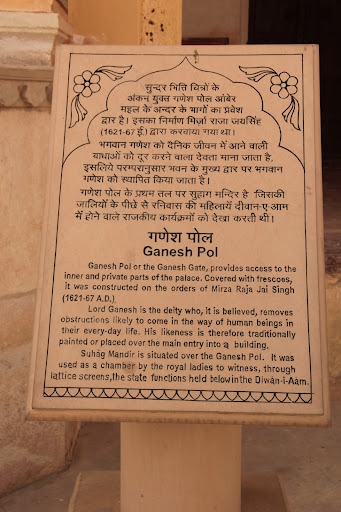 सुन्दर भित्ति चित्रों के
अंकन युक्त गणेश पोल आंबेर
महल के अन्दर के भागों का प्रवेश
द्वार है। इसका निर्माण मिर्ज़ा राजा जयसिंह
(1621-67 ई.) द्वारा करवाया गया था।
भगवान गणेश को दैनिक जीवन में आने वाली
बाधाओं को दूर करने वाला देवता माना जाता है,
इसलिये परम्परानुसार भवन के मुख्य द्वार पर भगवान
गणेश को स्थापित किया जाता है।
गणेश पोल के प्रथम तल पर सुहाग मन्दिर है जिसकी
जालियों के पीछे से रनिवास की महिलायें दीवान-ए-आम
में होने वाले राजकीय कार्यक्रमों को देखा करती थी।
गणेश पोल
Ganesh Pol
Ganesh Pol or the Ganesh Gate, provides access to the
inner and private parts of the palace. Covered with frescoes,
it was constructed on the orders of Mirza Raja Jai Singh
(1621-67 A.D.)
Lord Ganesh is the deity who, it is believed, removes
obstructions likely to come in the way of human beings in
their every-day life. His likeness is therefore traditionally
painted or placed over the main entry into a building.
Suhag Mandir is situated over the Ganesh Pol. It was
used as a chamber by the royal ladies to witness, through
lattice screens,the state functions held belowinthe Diwan-i-Aam.